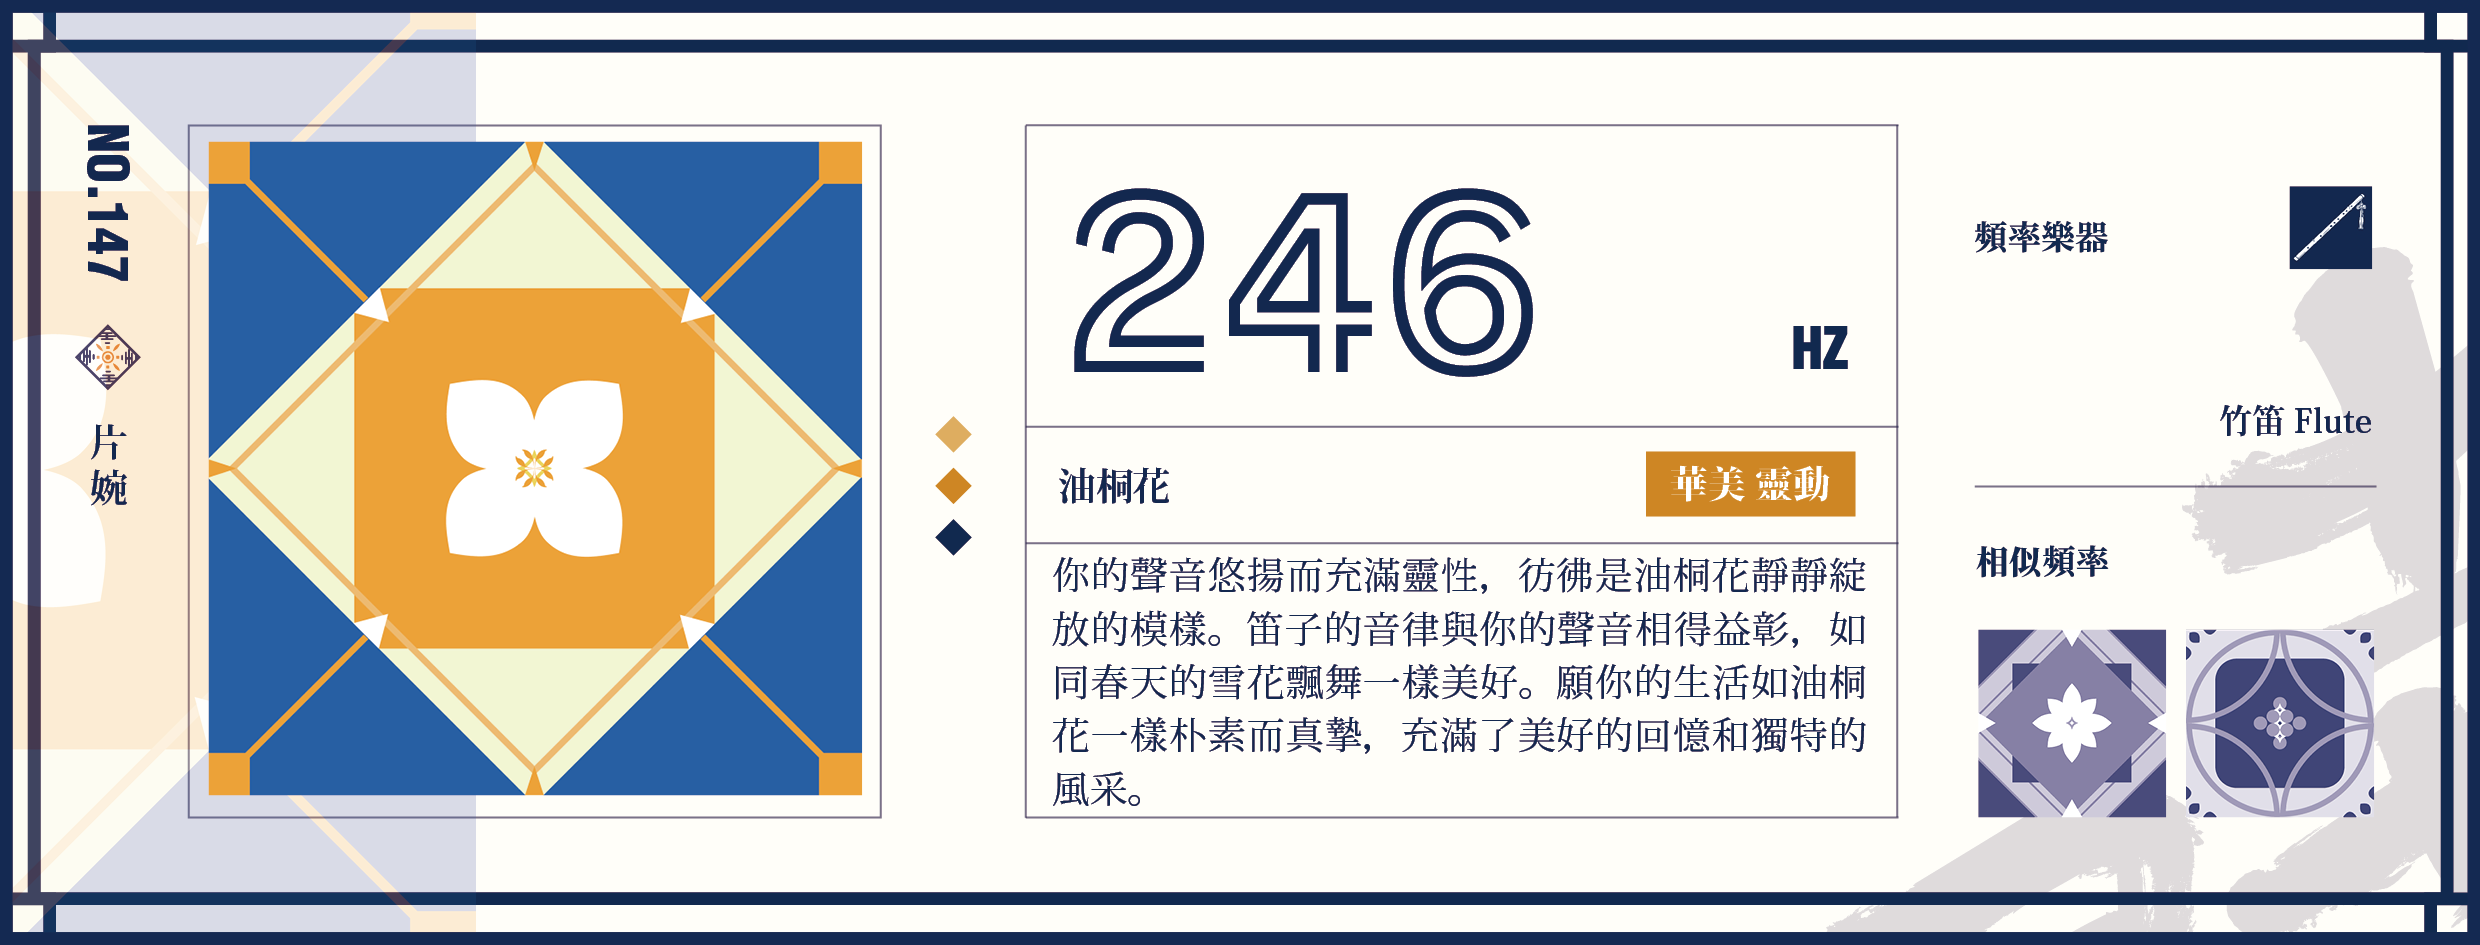 NO.147
片婉
246
HZ
油桐花
華美 靈動
你的聲音悠揚而充滿靈性，彷彿是油桐花靜靜綻
放的模樣。笛子的音律與你的聲音相得益彰，如
同春天的雪花飄舞一樣美好。願你的生活如油桐
花一樣朴素而真摯，充滿了美好的回憶和獨特的
風采。
頻率樂器
竹笛 Flute
相似頻率